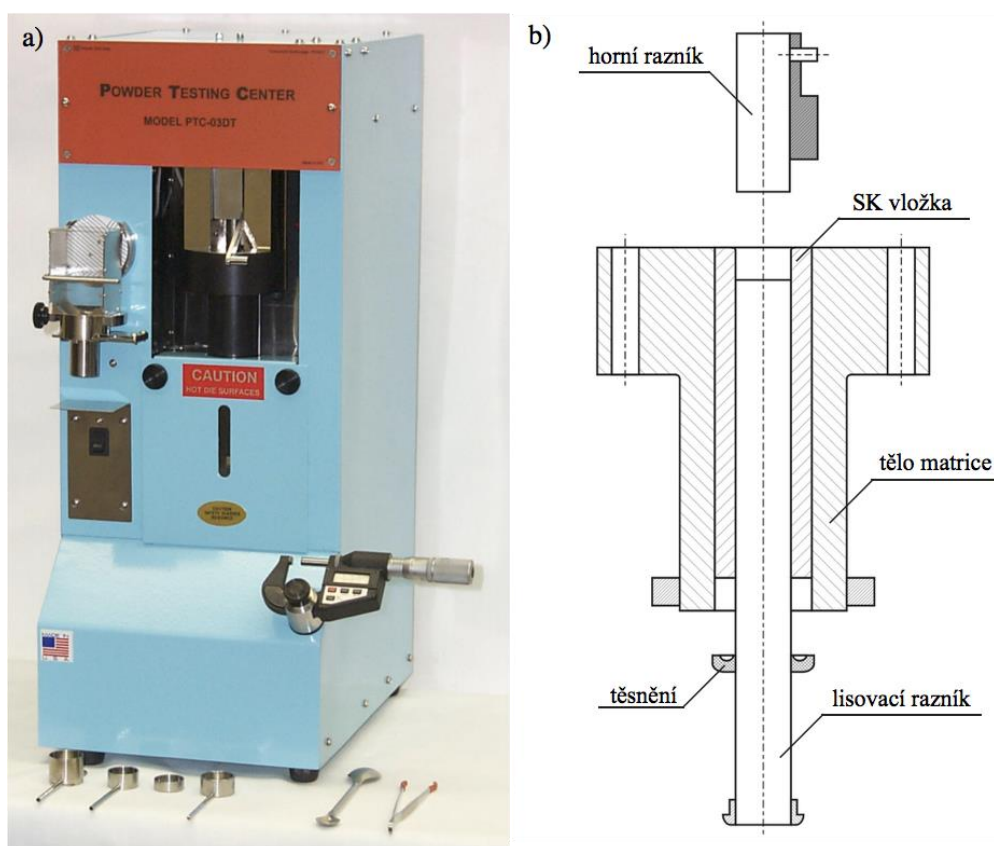 a)
POWDER TESTING CENTER
MODEL PTC-03DT
CAUTION
HOT DIE SURFACES
b)
horní razník
SK vložka
tělo matrice
těsnění
lisovací razník